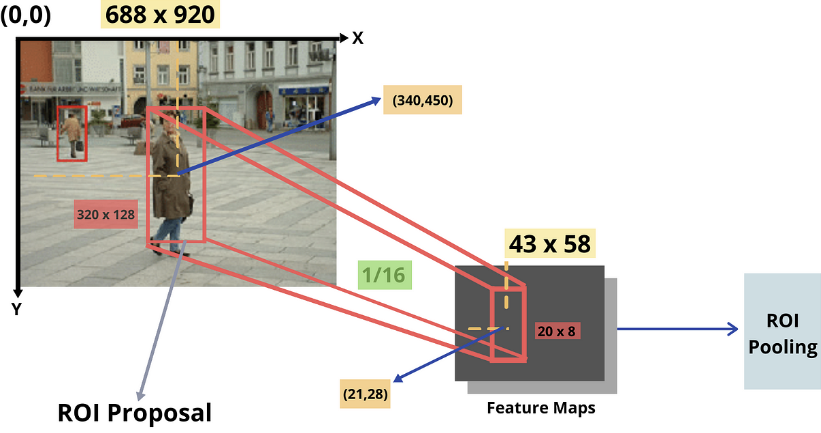 (0,0)
688 x 920
X
(340,450)
320 x 128
Y
1/16
43 x 58
20 x 8
(21,28)
ROI
Pooling
ROI Proposal
Feature Maps